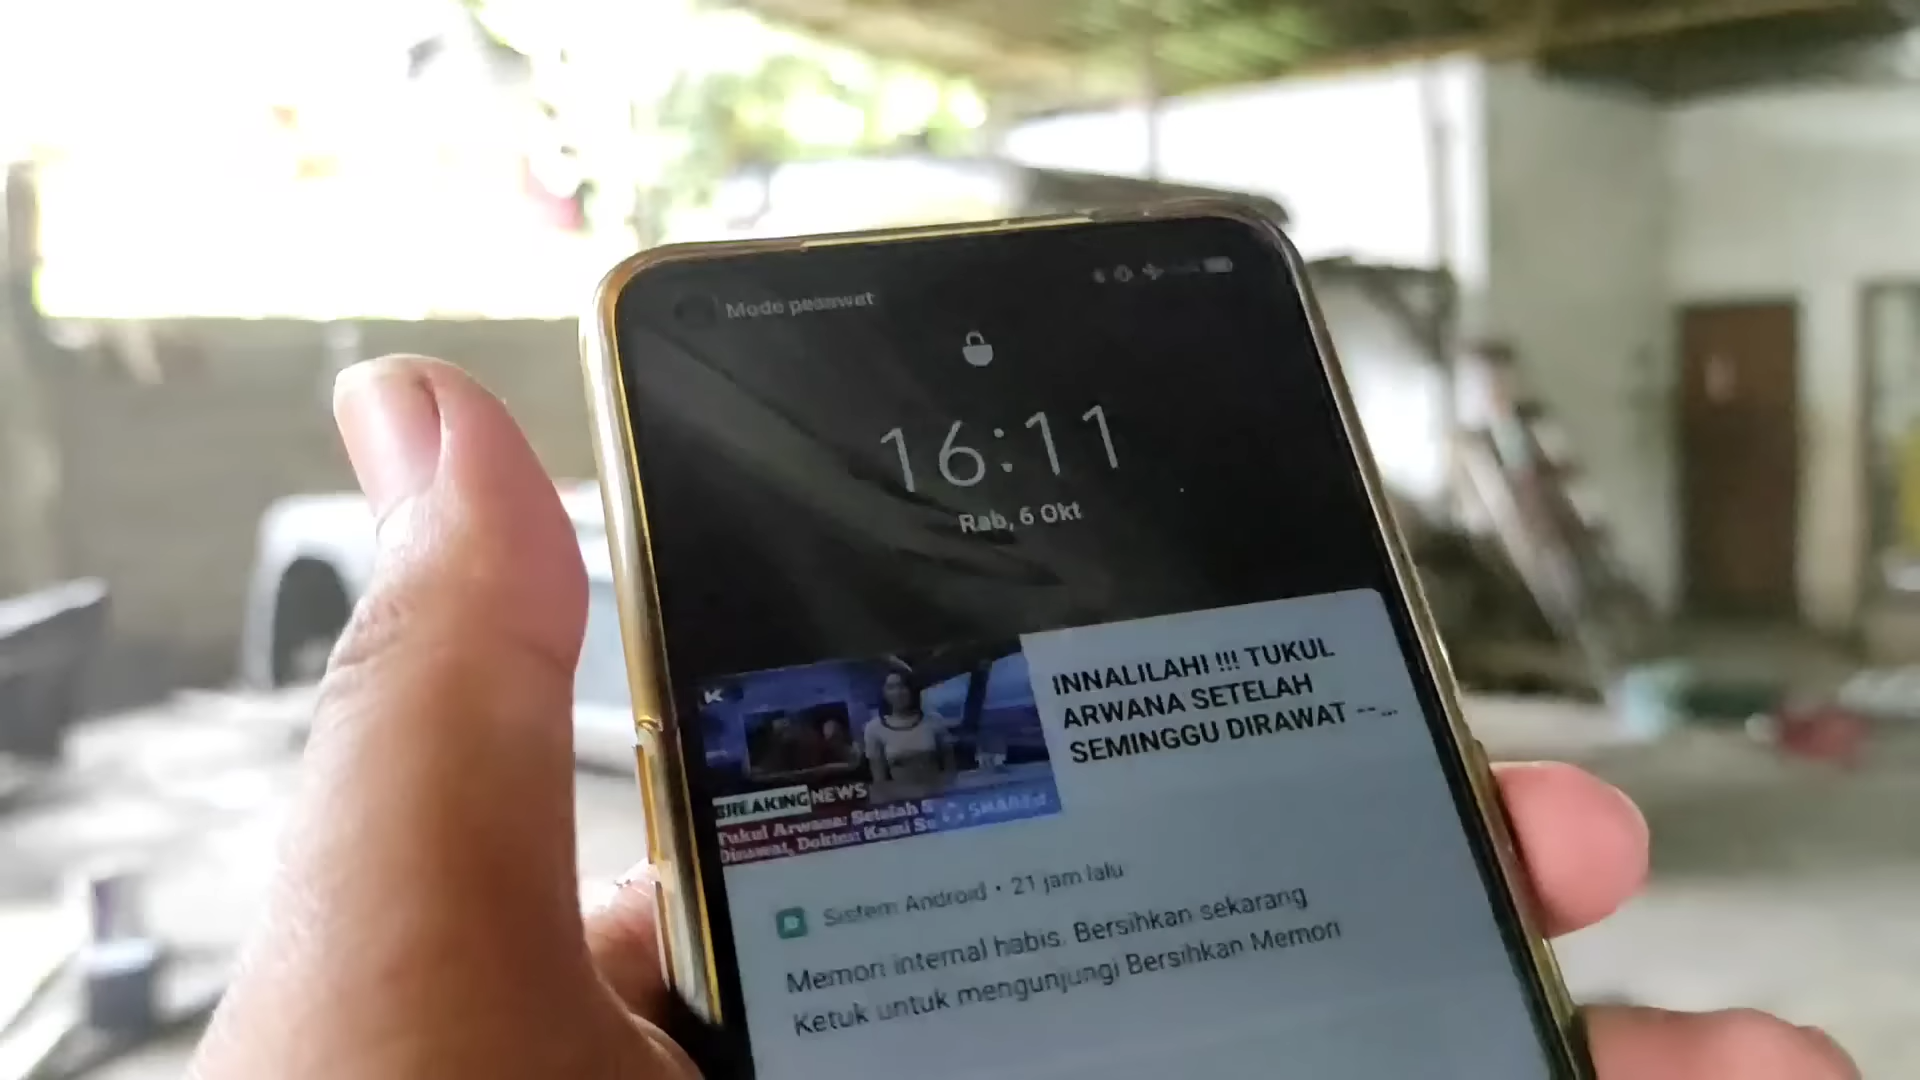 Mode pesawat
16:11
Rab, 6 Okt
INNALILAHI !!! TUKUL
ARWANA SETELAH
SEMINGGU DIRAWAT --...
BREAKING NEWS
Tukul Arwana: Setelah S
Dirawat, Dokter: Kami Se
Sistem Android • 21 jam lalu
Memori internal habis. Bersihkan sekarang
Ketuk untuk mengunjungi Bersihkan Memori